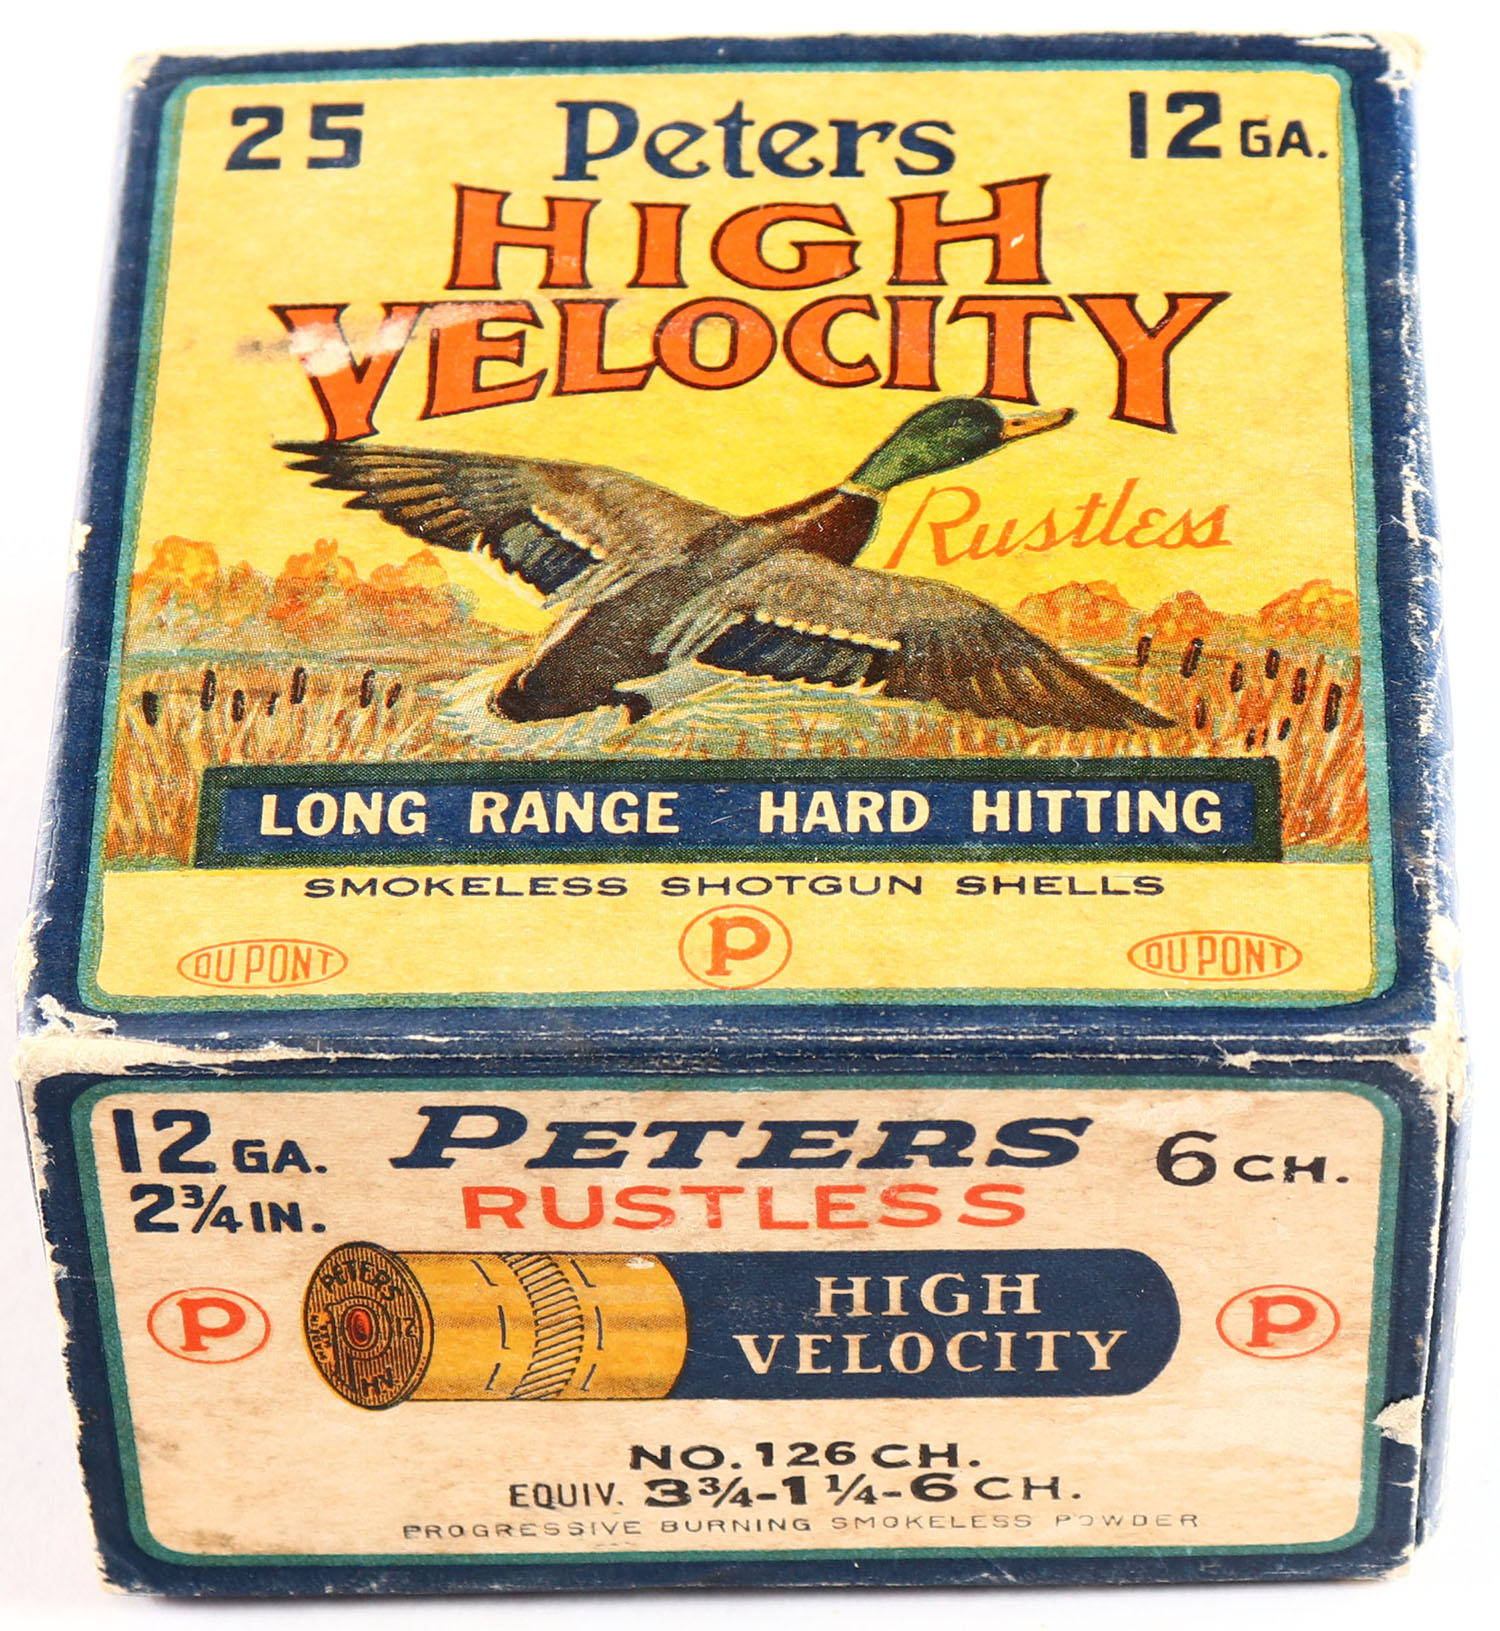 25 Peters 12 GA.
HIGH
VELOCITY
Rustless
LONG RANGE HARD HITTING
SMOKELESS SHOTGUN SHELLS
DU PONT P DU PONT
12 GA. PETERS 6 CH.
2¾ IN. RUSTLESS
PETERS
P HIGH P
VELOCITY
NO. 126 CH.
EQUIV. 3¾-1¼-6 CH.
PROGRESSIVE BURNING SMOKELESS POWDER